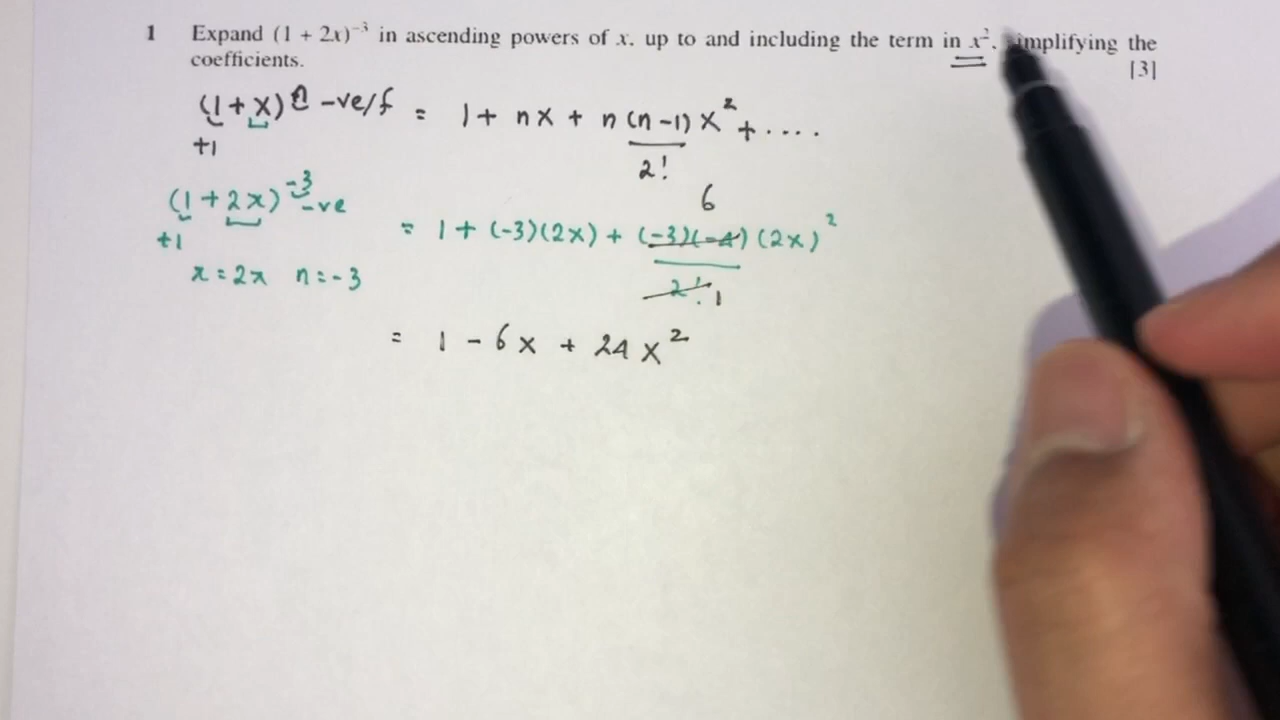 1 Expand (1 + 2x)⁻³ in ascending powers of x, up to and including the term in x², simplifying the
coefficients. [3]
(1+x)ⁿ -ve/f = 1 + nx + n(n-1)x² + ....
+1 2!
6
(1+2x)⁻³ -ve = 1 + (-3)(2x) + (-3)(-4)(2x)²
+1 2! 1
x = 2x n = -3
= 1 - 6x + 24x²